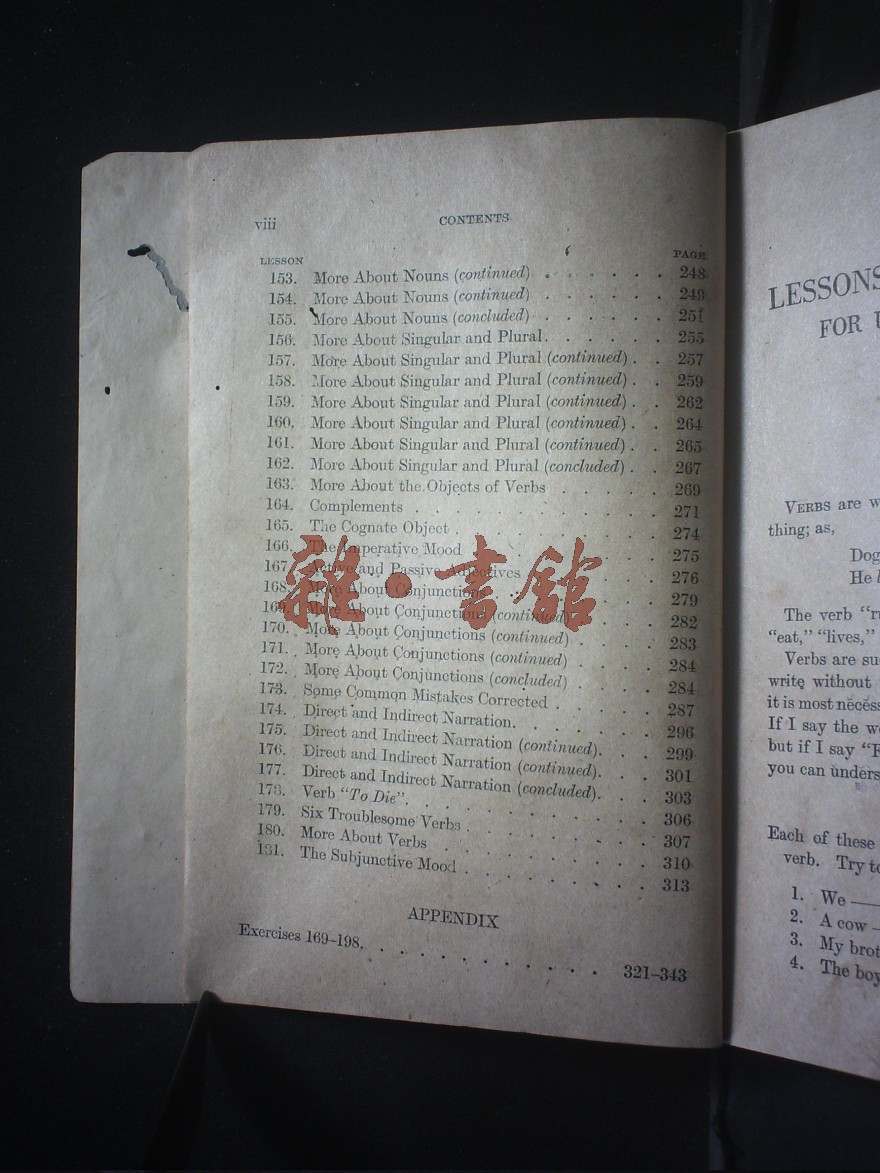 viii CONTENTS
LESSON PAGE
153. More About Nouns (continued) . . . . . . 248
154. More About Nouns (continued) . . . . . . 249
155. More About Nouns (concluded) . . . . . . 251
156. More About Singular and Plural. . . . . . 255
157. More About Singular and Plural (continued) . . 257
158. More About Singular and Plural (continued) . . 259
159. More About Singular and Plural (continued) . . 262
160. More About Singular and Plural (continued) . . 264
161. More About Singular and Plural (continued) . . 265
162. More About Singular and Plural (concluded) . . 267
163. More About the Objects of Verbs . . . . . 269
164. Complements . . . . . . . . . . 271
165. The Cognate Object . . . . . . . . . 274
166. The Imperative Mood . . . . . . . . 275
167. Active and Passive Adjectives . . . . . . 276
168. More About Conjunctions . . . . . . . 279
169. More About Conjunctions (continued) . . . . 282
170. More About Conjunctions (continued) . . . . 283
171. More About Conjunctions (continued) . . . . 284
172. More About Conjunctions (concluded) . . . . 284
173. Some Common Mistakes Corrected . . . . . 287
174. Direct and Indirect Narration. . . . . . . 296
175. Direct and Indirect Narration (continued). . . 299
176. Direct and Indirect Narration (continued). . . 301
177. Direct and Indirect Narration (concluded). . . 303
178. Verb "To Die". . . . . . . . . . 306
179. Six Troublesome Verbs . . . . . . . . 307
180. More About Verbs . . . . . . . . . 310
181. The Subjunctive Mood . . . . . . . . 313
APPENDIX
Exercises 169–198. . . . . . . . . . 321–343
雜·書館
LESSONS
FOR
VERBS are
thing; as,
Dog
He
The verb
"eat," "lives,"
Verbs are
write without
it is most
If I say the
but if I say
you can
Each of these
verb. Try
1. We
2. A cow
3. My
4. The